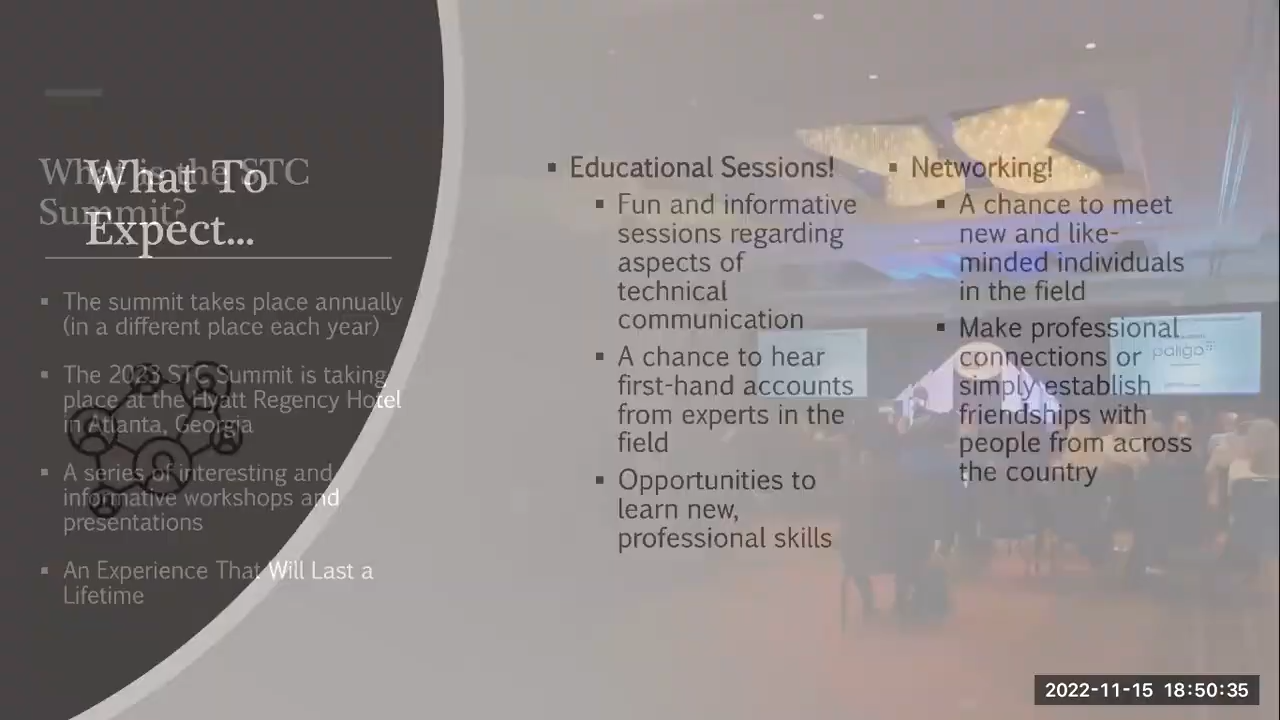 What is the STC
Summit?
What To
Expect...
▪ The summit takes place annually
(in a different place each year)
▪ The 2023 STC Summit is taking
place at the Hyatt Regency Hotel
in Atlanta, Georgia
▪ A series of interesting and
informative workshops and
presentations
▪ An Experience That Will Last a
Lifetime
▪ Educational Sessions!
▪ Fun and informative
sessions regarding
aspects of
technical
communication
▪ A chance to hear
first-hand accounts
from experts in the
field
▪ Opportunities to
learn new,
professional skills
▪ Networking!
▪ A chance to meet
new and like-
minded individuals
in the field
▪ Make professional
connections or
simply establish
friendships with
people from across
the country
paligo
2022-11-15 18:50:35